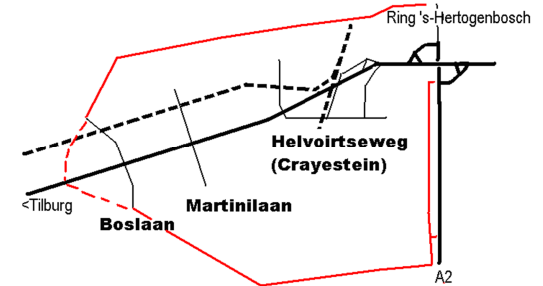 Ring 's-Hertogenbosch
Helvoirtseweg
(Crayestein)
Martinilaan
<Tilburg
Boslaan
A2